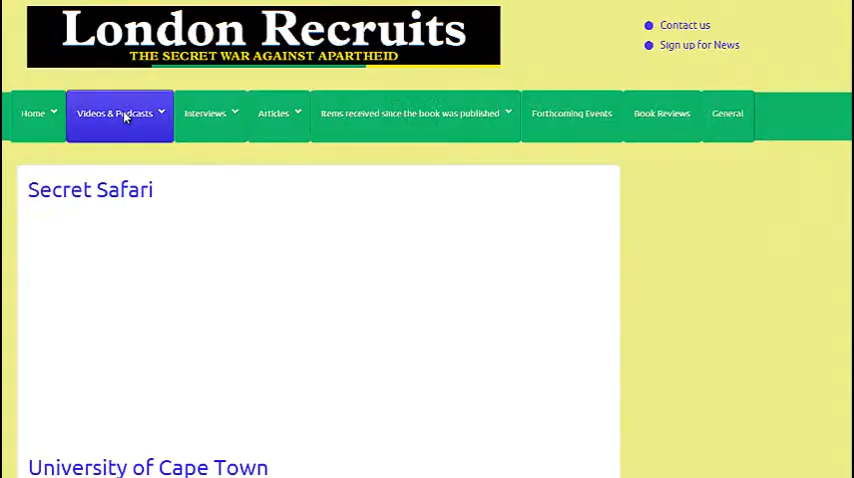 London Recruits
THE SECRET WAR AGAINST APARTHEID
Contact us
Sign up for News
Home
Videos & Podcasts
Interviews
Articles
Items received since the book was published
Forthcoming Events
Book Reviews
General
Secret Safari
University of Cape Town